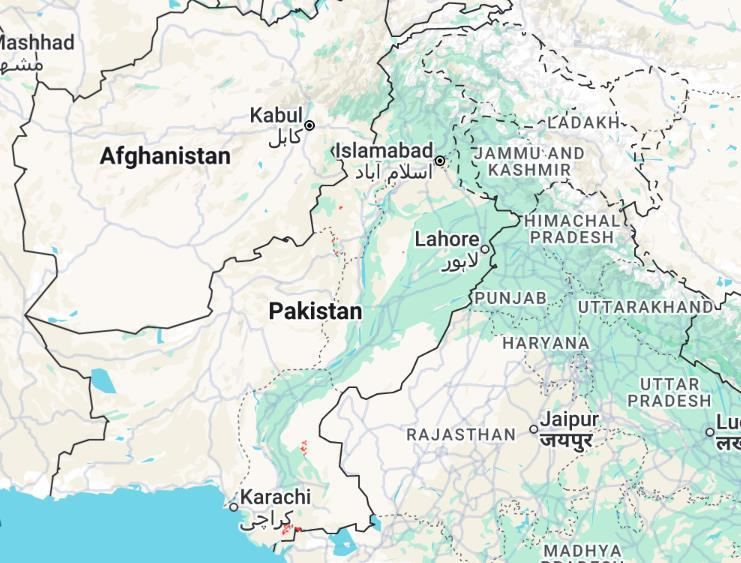 Mashhad
مشهد
Kabul
کابل
Afghanistan
Islamabad
اسلام آباد
LADAKH
JAMMU AND
KASHMIR
HIMACHAL
PRADESH
Lahore
لاہور
PUNJAB
Pakistan
UTTARAKHAND
HARYANA
UTTAR
PRADESH
Jaipur
जयपुर
RAJASTHAN
Karachi
کراچی
MADHYA
PRADESH